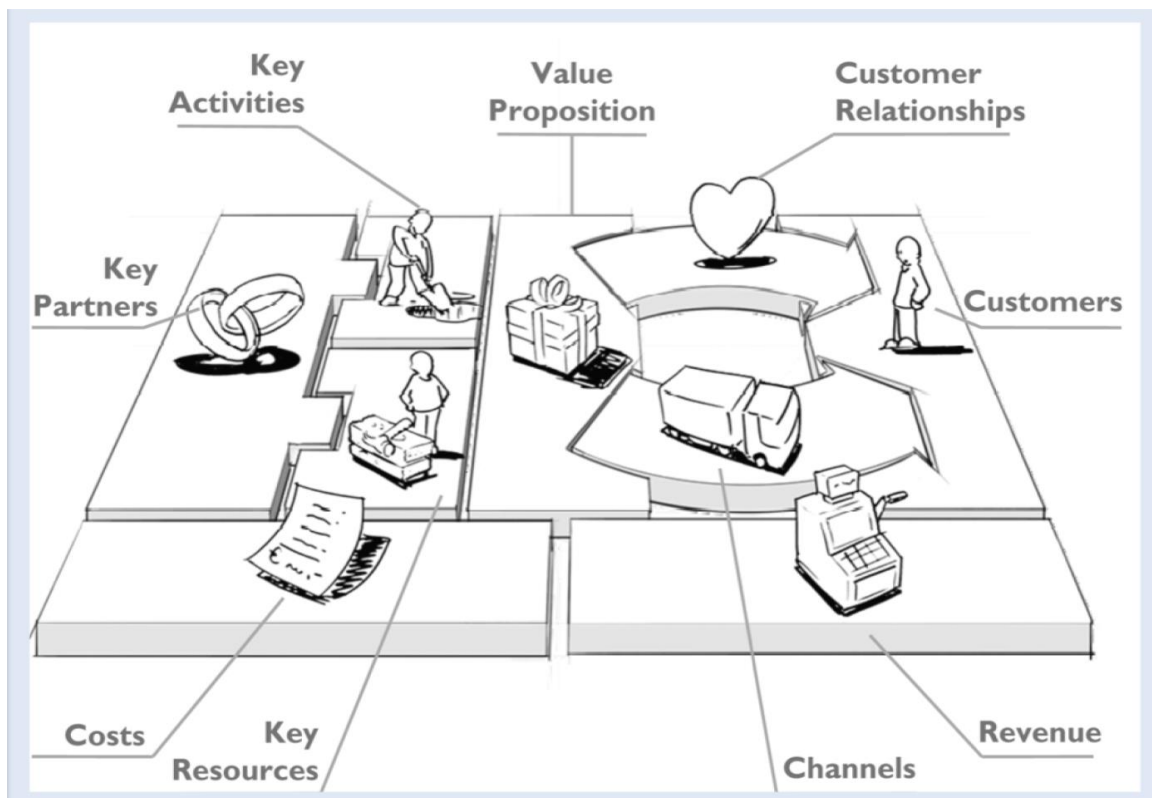 Key
Activities
Value
Proposition
Customer
Relationships
Key
Partners
Customers
Costs
Key
Resources
Channels
Revenue